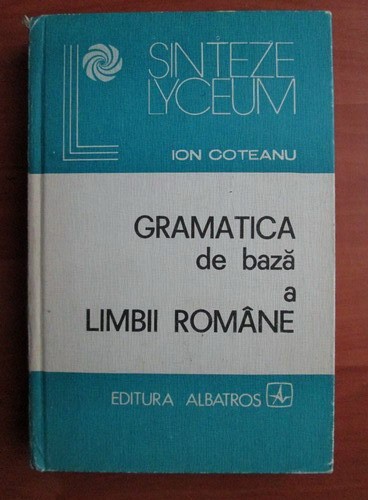 SINTEZE
LYCEUM
ION COTEANU
GRAMATICA
de bază
a
LIMBII ROMÂNE
EDITURA ALBATROS